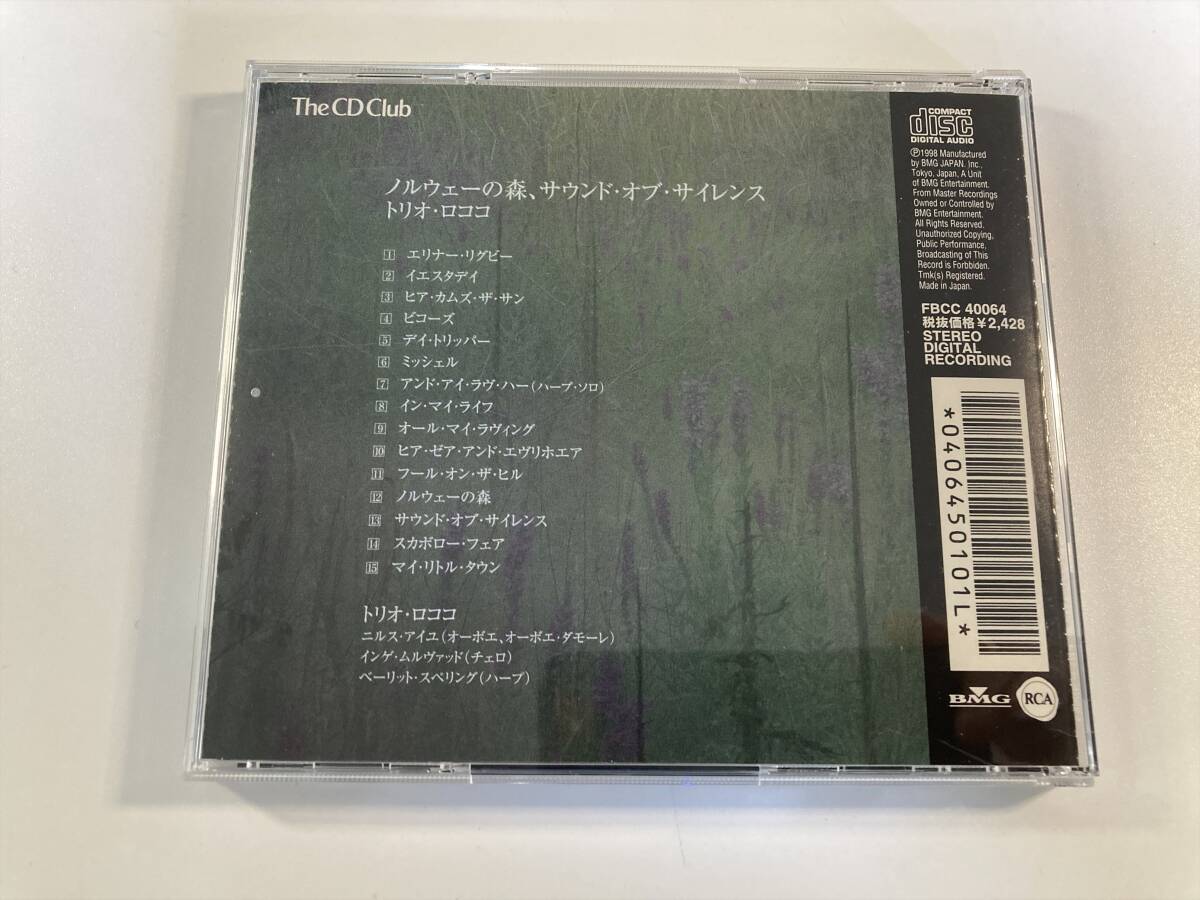 The CD Club
ノルウェーの森、サウンド・オブ・サイレンス
トリオ・ロココ
1 エリナー・リグビー
2 イエスタデイ
3 ヒア・カムズ・ザ・サン
4 ビコーズ
5 デイ・トリッパー
6 ミッシェル
7 アンド・アイ・ラヴ・ハー(ハープ・ソロ)
8 イン・マイ・ライフ
9 オール・マイ・ラヴィング
10 ヒア・ゼア・アンド・エヴリホエア
11 フール・オン・ザ・ヒル
12 ノルウェーの森
13 サウンド・オブ・サイレンス
14 スカボロー・フェア
15 マイ・リトル・タウン
トリオ・ロココ
ニルス・アイユ(オーボエ、オーボエ・ダモーレ)
インゲ・ムルヴァッド(チェロ)
ベーリット・スペリング(ハープ)
COMPACT
disc
DIGITAL AUDIO
Ⓟ1998 Manufactured
by BMG JAPAN. Inc.,
Tokyo, Japan, A Unit
of BMG Entertainment.
From Master Recordings
Owned or Controlled by
BMG Entertainment.
All Rights Reserved.
Unauthorized Copying,
Public Performance,
Broadcasting of This
Record is Forbbiden.
Tmk(s) Registered.
Made in Japan.
FBCC 40064
税抜価格¥2,428
STEREO
DIGITAL
RECORDING
*0406450101L*
BMG
RCA